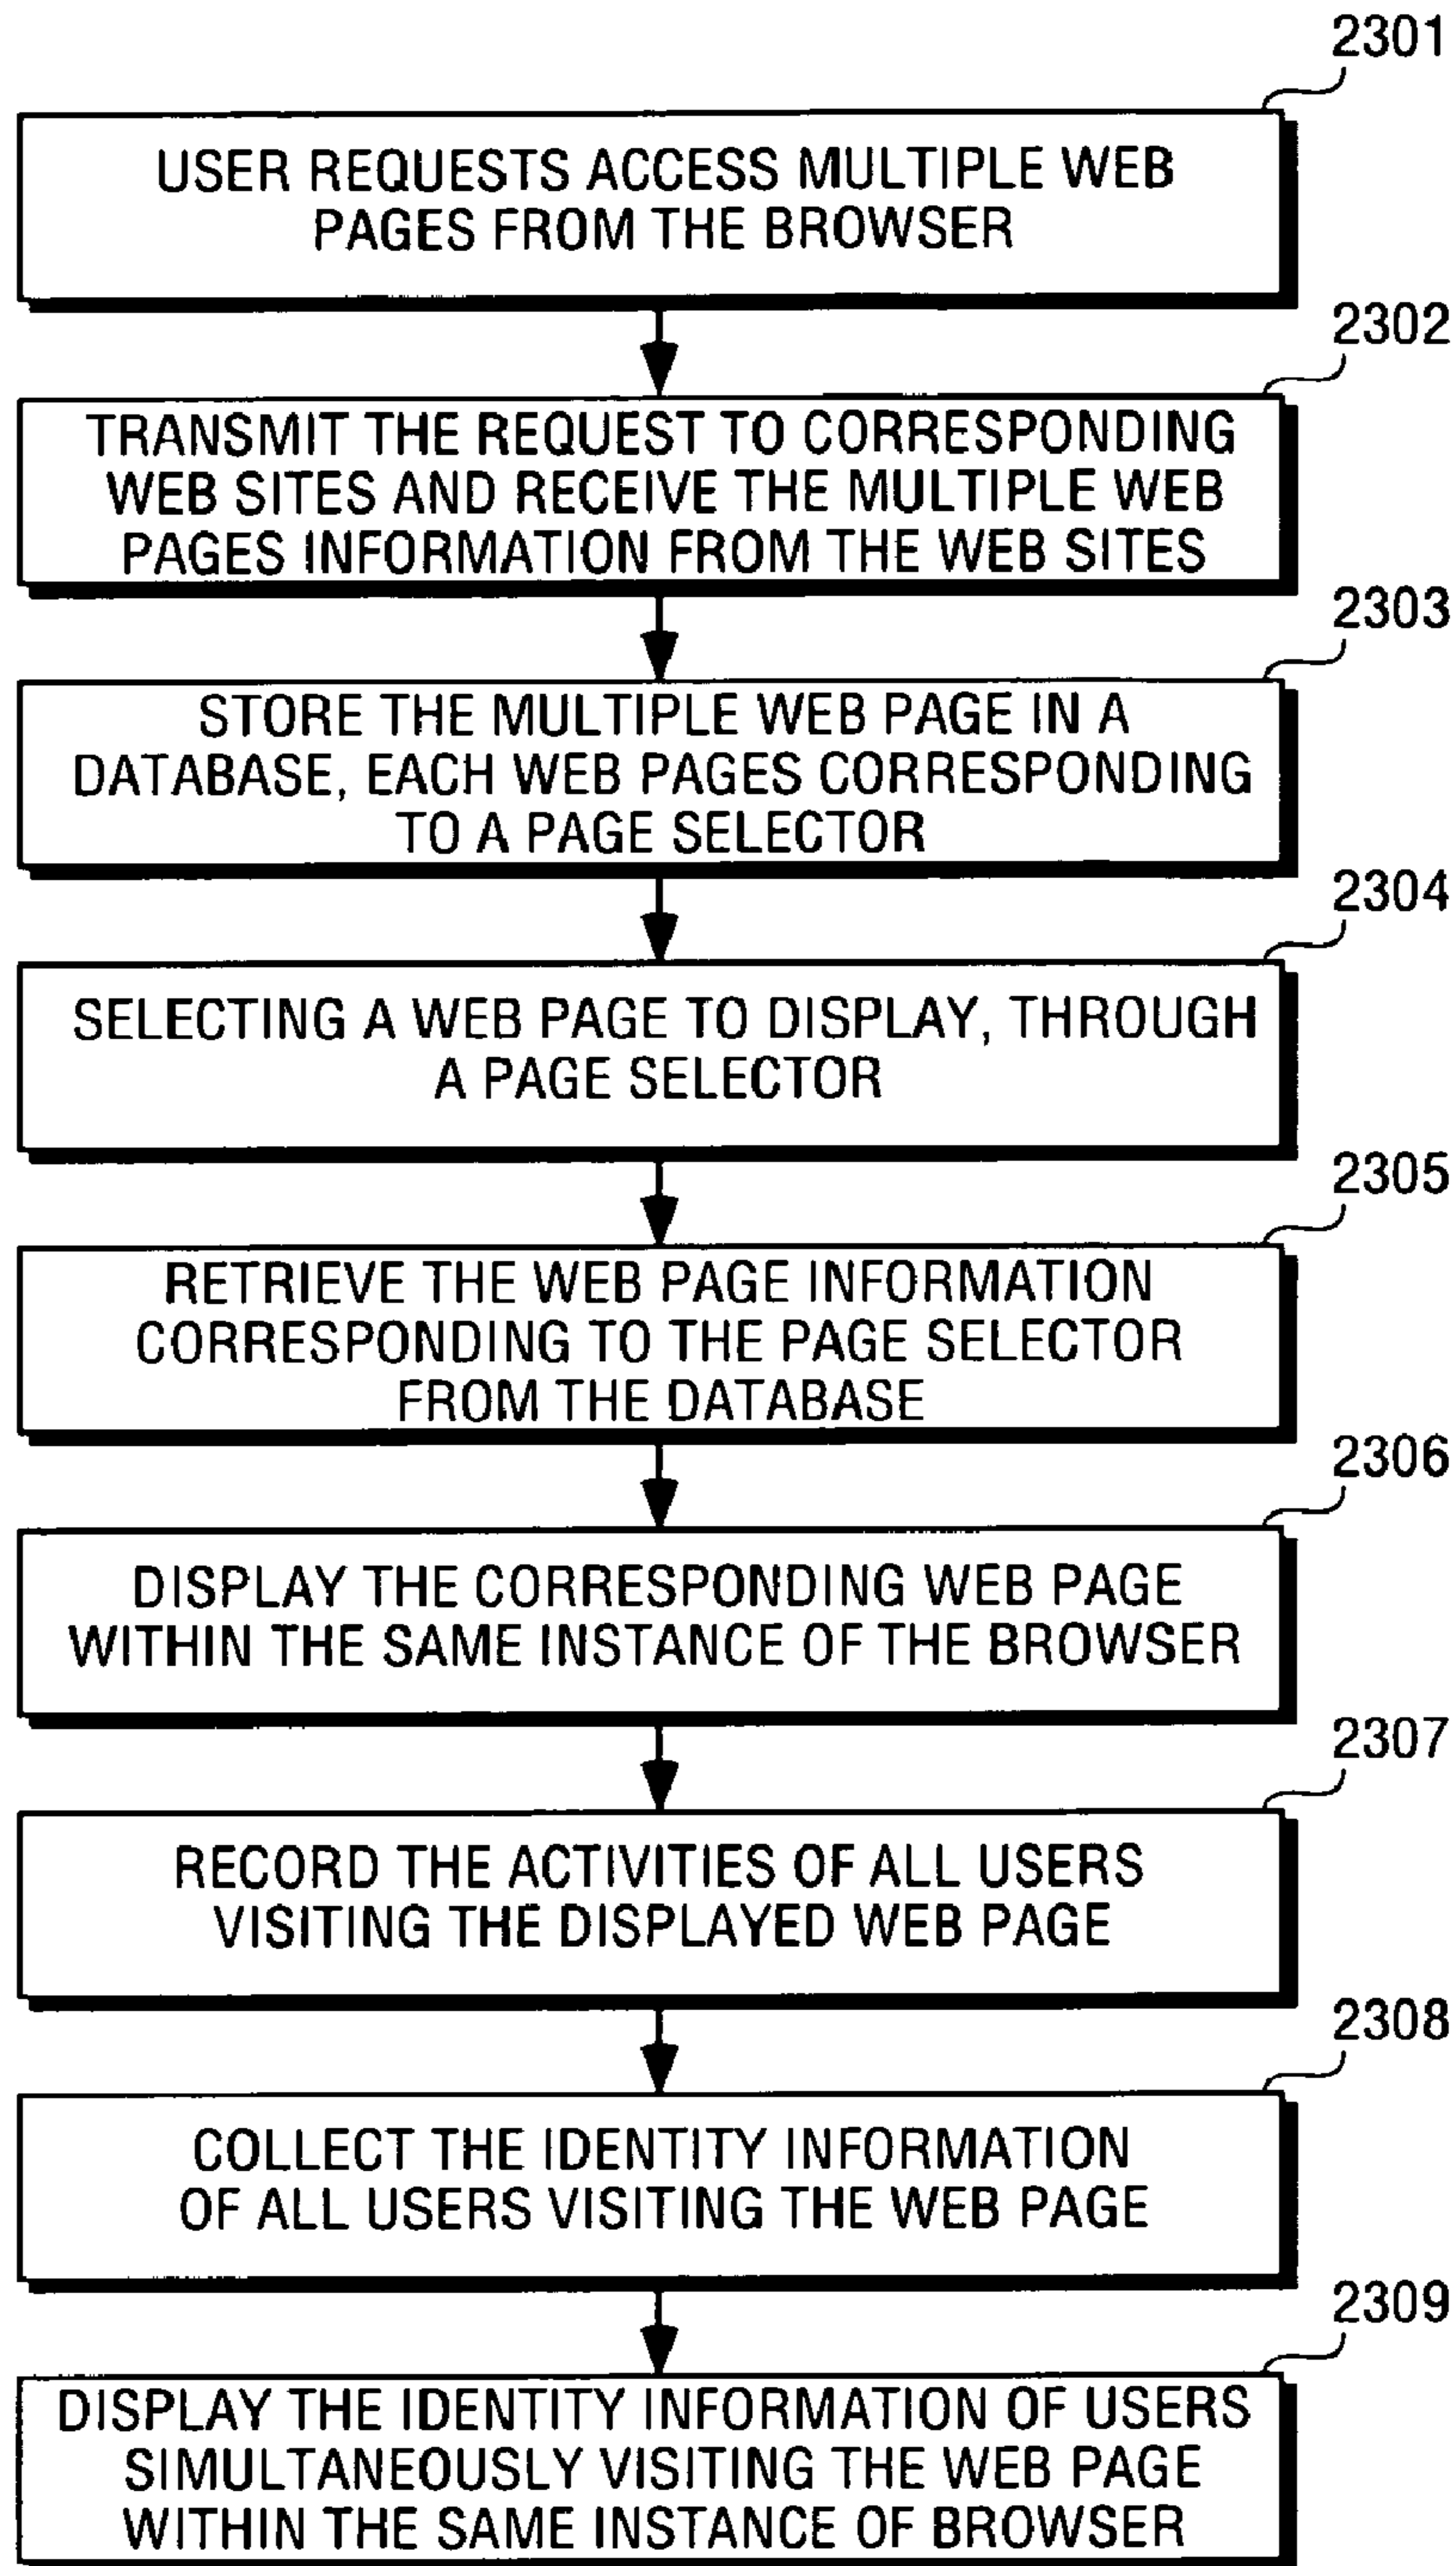 2301
USER REQUESTS ACCESS MULTIPLE WEB
PAGES FROM THE BROWSER
2302
TRANSMIT THE REQUEST TO CORRESPONDING
WEB SITES AND RECEIVE THE MULTIPLE WEB
PAGES INFORMATION FROM THE WEB SITES
2303
STORE THE MULTIPLE WEB PAGE IN A
DATABASE, EACH WEB PAGES CORRESPONDING
TO A PAGE SELECTOR
2304
SELECTING A WEB PAGE TO DISPLAY, THROUGH
A PAGE SELECTOR
2305
RETRIEVE THE WEB PAGE INFORMATION
CORRESPONDING TO THE PAGE SELECTOR
FROM THE DATABASE
2306
DISPLAY THE CORRESPONDING WEB PAGE
WITHIN THE SAME INSTANCE OF THE BROWSER
2307
RECORD THE ACTIVITIES OF ALL USERS
VISITING THE DISPLAYED WEB PAGE
2308
COLLECT THE IDENTITY INFORMATION
OF ALL USERS VISITING THE WEB PAGE
2309
DISPLAY THE IDENTITY INFORMATION OF USERS
SIMULTANEOUSLY VISITING THE WEB PAGE
WITHIN THE SAME INSTANCE OF BROWSER